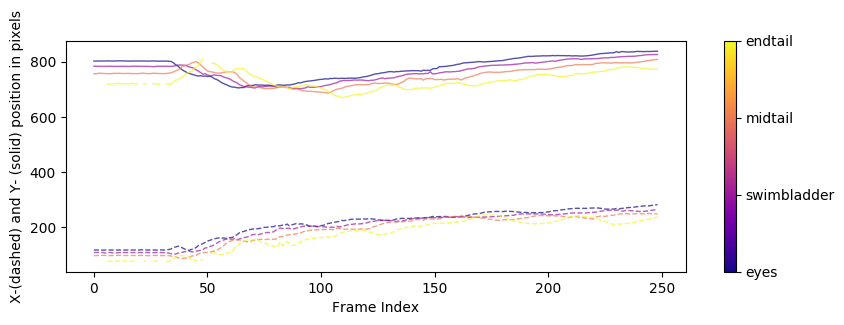 X-(dashed) and Y- (solid) position in pixels
800
600
400
200
0
50
100
150
200
250
Frame Index
endtail
midtail
swimbladder
eyes